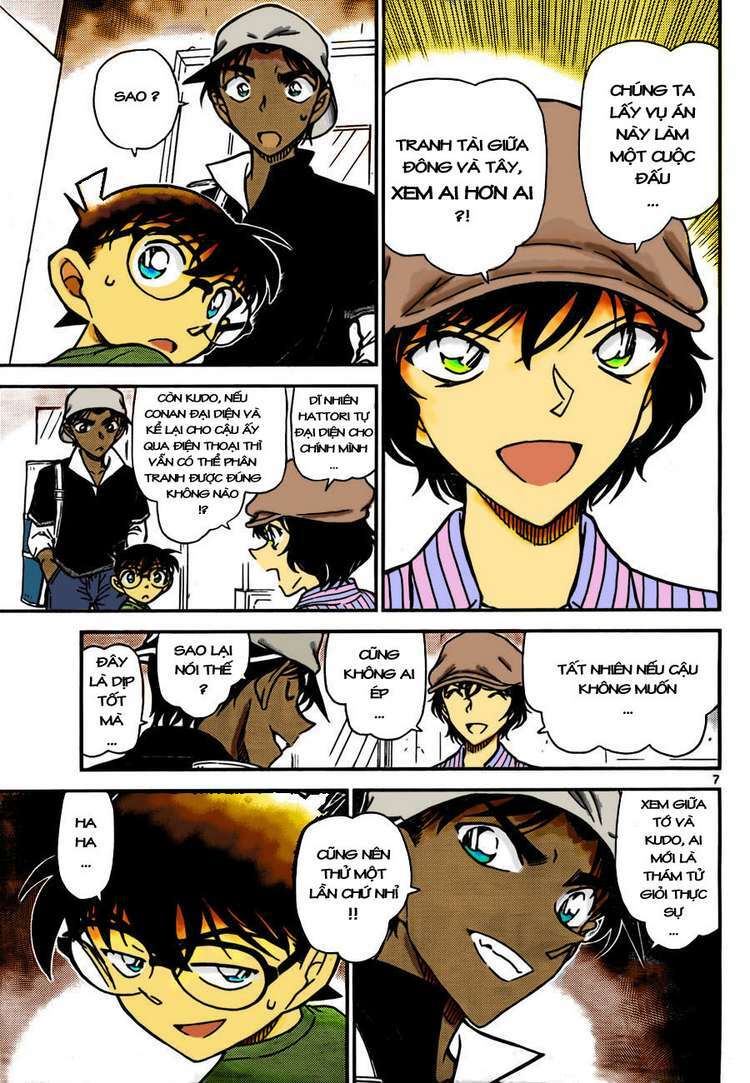 CHÚNG TA
LẤY VỤ ÁN
NÀY LÀM
MỘT CUỘC
ĐẤU
...
TRANH TÀI GIỮA
ĐÔNG VÀ TÂY,
XEM AI HƠN AI
?!
SAO ?
DĨ NHIÊN
HATTORI TỰ
ĐẠI DIỆN CHO
CHÍNH MÌNH
...
CÒN KUDO, NẾU
CONAN ĐẠI DIỆN VÀ
KỂ LẠI CHO CẬU ẤY
QUA ĐIỆN THOẠI THÌ
VẪN CÓ THỂ PHÂN
TRANH ĐƯỢC ĐÚNG
KHÔNG NÀO
!?
TẤT NHIÊN NẾU CẬU
KHÔNG MUỐN
...
CŨNG
KHÔNG AI
ÉP
...
SAO LẠI
NÓI THẾ
?
ĐÂY
LÀ DỊP
TỐT
MÀ
...
7
XEM GIỮA
TỚ VÀ
KUDO, AI
MỚI LÀ
THÁM TỬ
GIỎI THỰC
SỰ
...
CŨNG NÊN
THỬ MỘT
LẦN CHỨ NHỈ
!!
HA
HA
...